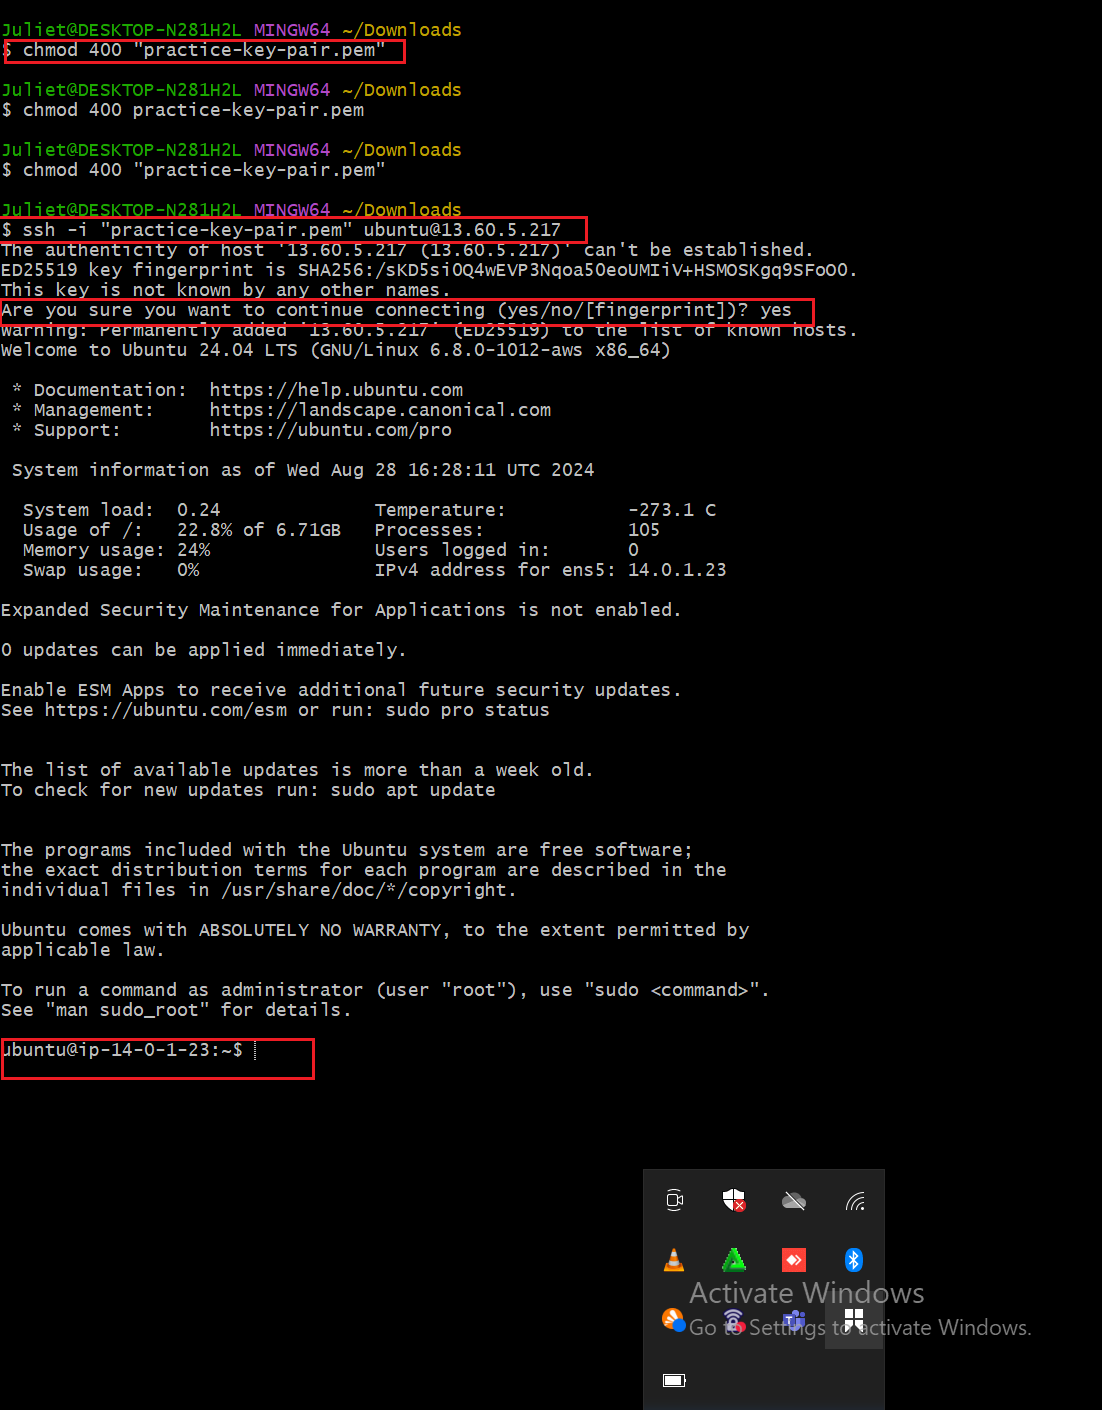 Juliet@DESKTOP-N281H2L MINGW64 ~/Downloads
$ chmod 400 "practice-key-pair.pem"
Juliet@DESKTOP-N281H2L MINGW64 ~/Downloads
$ chmod 400 practice-key-pair.pem
Juliet@DESKTOP-N281H2L MINGW64 ~/Downloads
$ chmod 400 "practice-key-pair.pem"
Juliet@DESKTOP-N281H2L MINGW64 ~/Downloads
$ ssh -i "practice-key-pair.pem" ubuntu@13.60.5.217
The authenticity of host '13.60.5.217 (13.60.5.217)' can't be established.
ED25519 key fingerprint is SHA256:/sKD5siOQ4wEVP3Nqoa50eoUMIiV+HSMOSKgq9SFoO0.
This key is not known by any other names.
Are you sure you want to continue connecting (yes/no/[fingerprint])? yes
Warning: Permanently added '13.60.5.217' (ED25519) to the list of known hosts.
Welcome to Ubuntu 24.04 LTS (GNU/Linux 6.8.0-1012-aws x86_64)
* Documentation: https://help.ubuntu.com
* Management: https://landscape.canonical.com
* Support: https://ubuntu.com/pro
System information as of Wed Aug 28 16:28:11 UTC 2024
System load: 0.24 Temperature: -273.1 C
Usage of /: 22.8% of 6.71GB Processes: 105
Memory usage: 24% Users logged in: 0
Swap usage: 0% IPv4 address for ens5: 14.0.1.23
Expanded Security Maintenance for Applications is not enabled.
0 updates can be applied immediately.
Enable ESM Apps to receive additional future security updates.
See https://ubuntu.com/esm or run: sudo pro status
The list of available updates is more than a week old.
To check for new updates run: sudo apt update
The programs included with the Ubuntu system are free software;
the exact distribution terms for each program are described in the
individual files in /usr/share/doc/*/copyright.
Ubuntu comes with ABSOLUTELY NO WARRANTY, to the extent permitted by
applicable law.
To run a command as administrator (user "root"), use "sudo <command>".
See "man sudo_root" for details.
ubuntu@ip-14-0-1-23:~$
Activate Windows
Go to Settings to activate Windows.